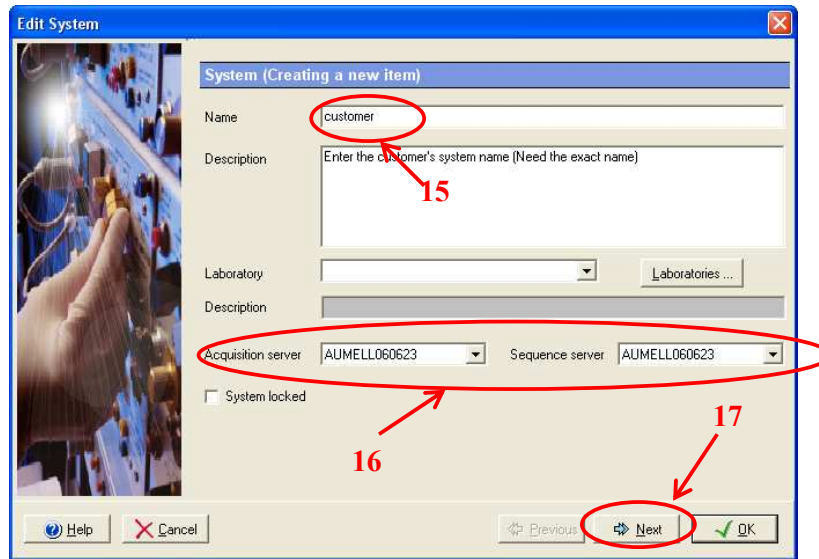 Edit System
System (Creating a new item)
Name customer
Description Enter the customer's system name (Need the exact name)
15
Laboratory Laboratories ...
Description
Acquisition server AUMELL060623 Sequence server AUMELL060623
System locked
17
16
Help Cancel Previous Next OK